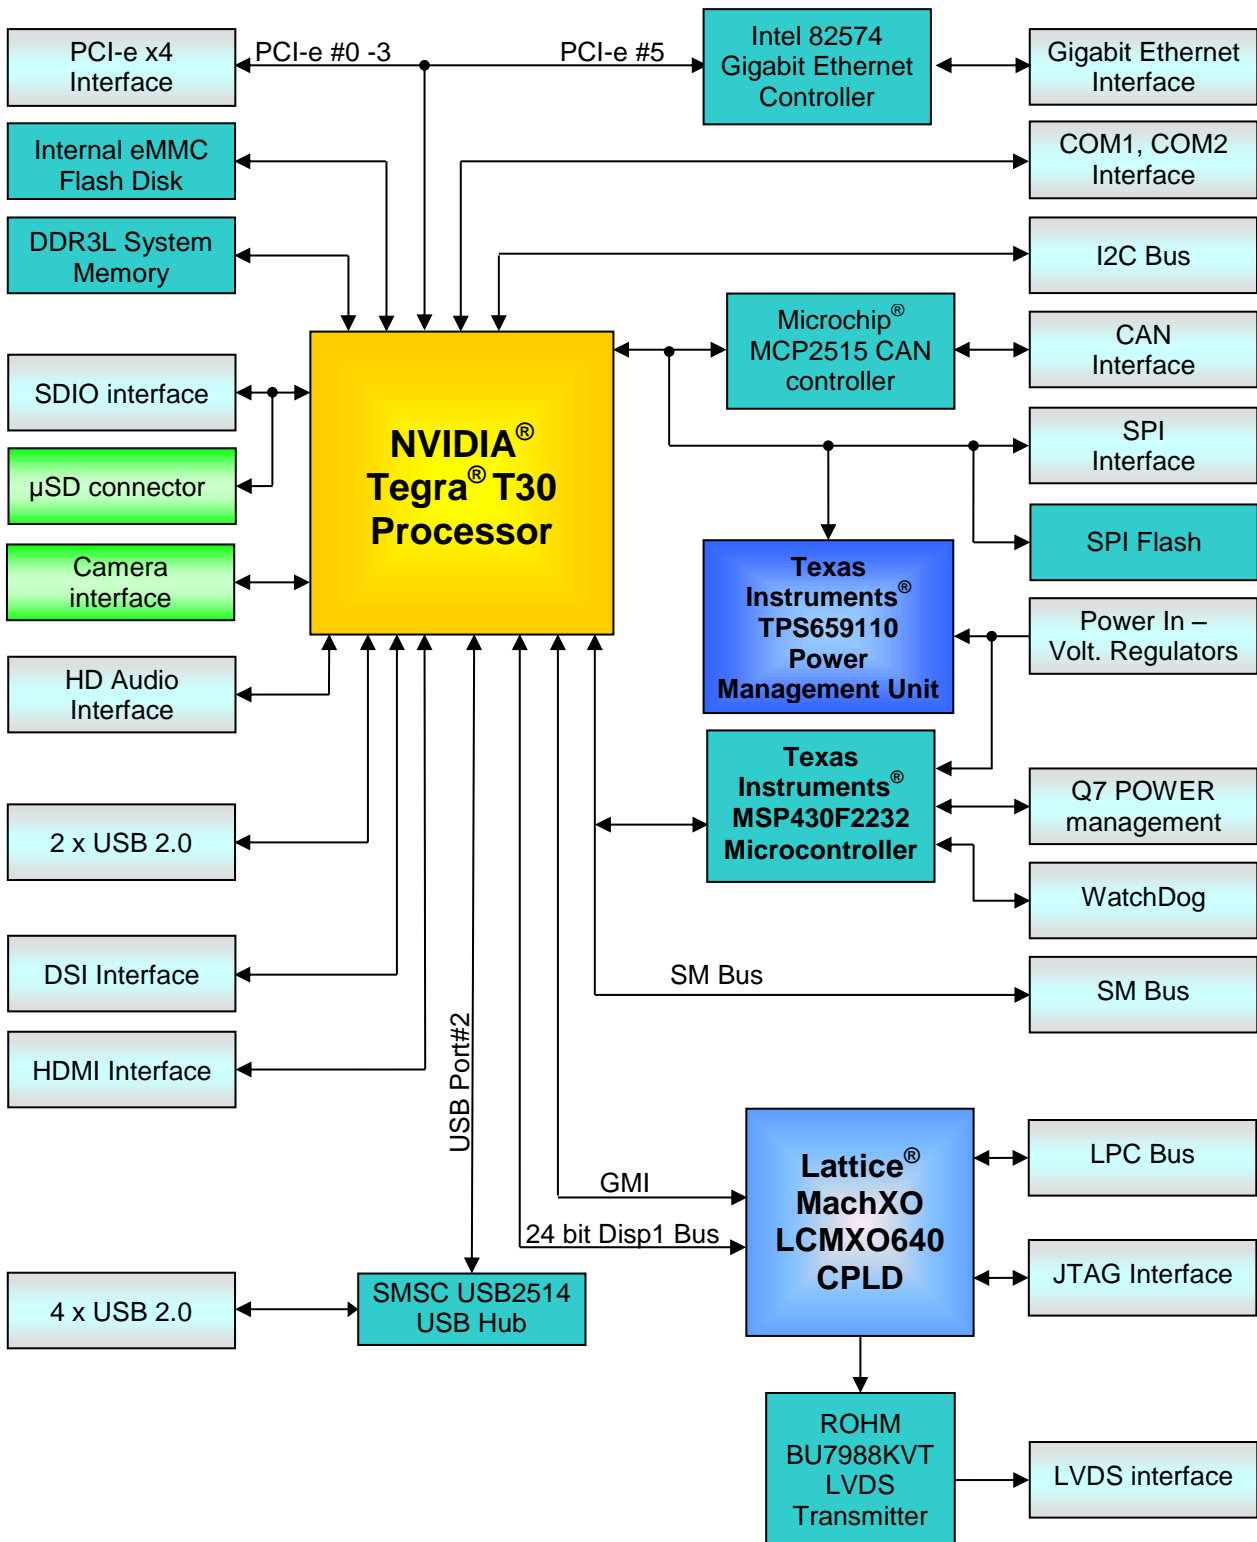 PCI-e x4
Interface
PCI-e #0 -3
PCI-e #5
Intel 82574
Gigabit Ethernet
Controller
Gigabit Ethernet
Interface
Internal eMMC
Flash Disk
COM1, COM2
Interface
DDR3L System
Memory
I2C Bus
Microchip®
MCP2515 CAN
controller
CAN
Interface
SDIO interface
NVIDIA®
Tegra® T30
Processor
SPI
Interface
µSD connector
SPI Flash
Camera
interface
Texas
Instruments®
TPS659110
Power
Management Unit
Power In –
Volt. Regulators
HD Audio
Interface
Texas
Instruments®
MSP430F2232
Microcontroller
Q7 POWER
management
2 x USB 2.0
WatchDog
DSI Interface
SM Bus
SM Bus
HDMI Interface
USB Port#2
Lattice®
MachXO
LCMXO640
CPLD
LPC Bus
GMI
24 bit Disp1 Bus
JTAG Interface
4 x USB 2.0
SMSC USB2514
USB Hub
ROHM
BU7988KVT
LVDS
Transmitter
LVDS interface